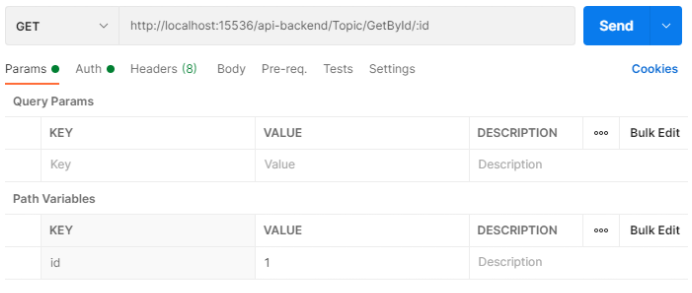 GET http://localhost:15536/api-backend/Topic/GetById/:id Send
Params Auth Headers (8) Body Pre-req. Tests Settings Cookies
Query Params
KEY VALUE DESCRIPTION ooo Bulk Edit
Key Value Description
Path Variables
KEY VALUE DESCRIPTION ooo Bulk Edit
id 1 Description